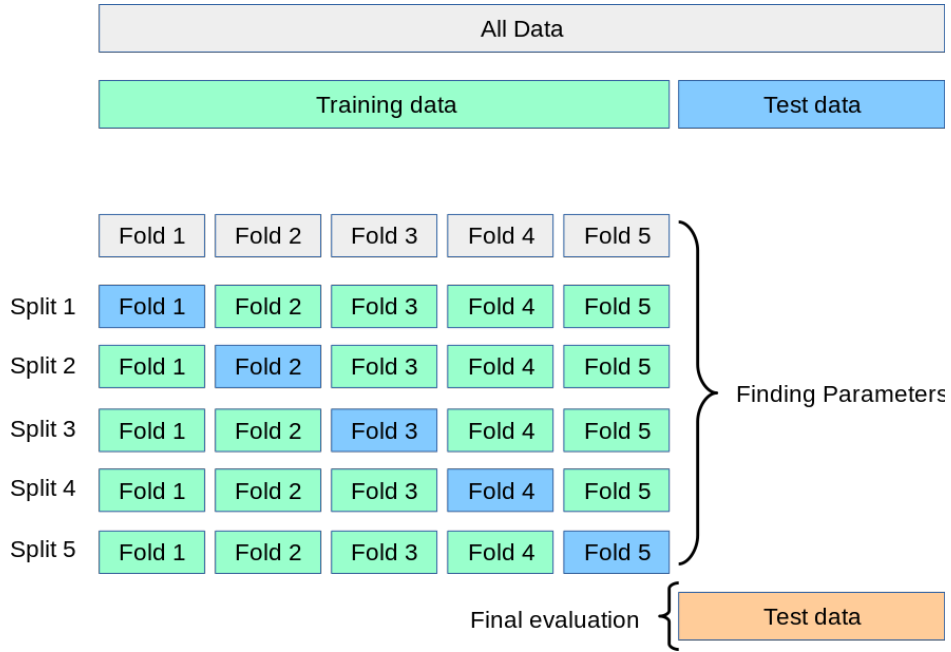 All Data
Training data Test data
Fold 1 Fold 2 Fold 3 Fold 4 Fold 5
Split 1 Fold 1 Fold 2 Fold 3 Fold 4 Fold 5
Split 2 Fold 1 Fold 2 Fold 3 Fold 4 Fold 5
Finding Parameters
Split 3 Fold 1 Fold 2 Fold 3 Fold 4 Fold 5
Split 4 Fold 1 Fold 2 Fold 3 Fold 4 Fold 5
Split 5 Fold 1 Fold 2 Fold 3 Fold 4 Fold 5
Final evaluation Test data